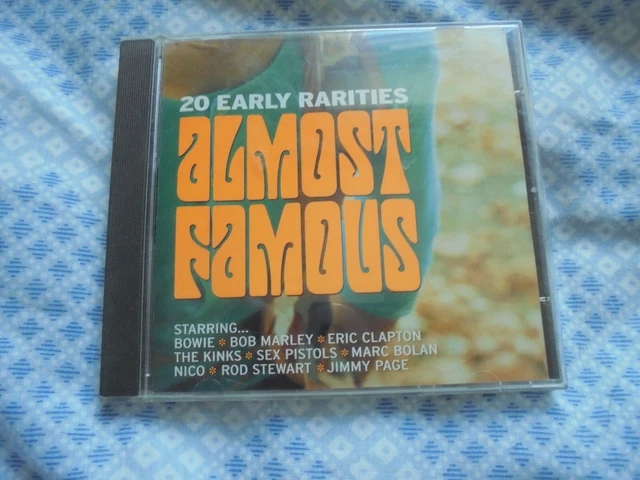 20 EARLY RARITIES
ALMOST
FAMOUS
STARRING...
BOWIE * BOB MARLEY * ERIC CLAPTON
THE KINKS * SEX PISTOLS * MARC BOLAN
NICO * ROD STEWART * JIMMY PAGE